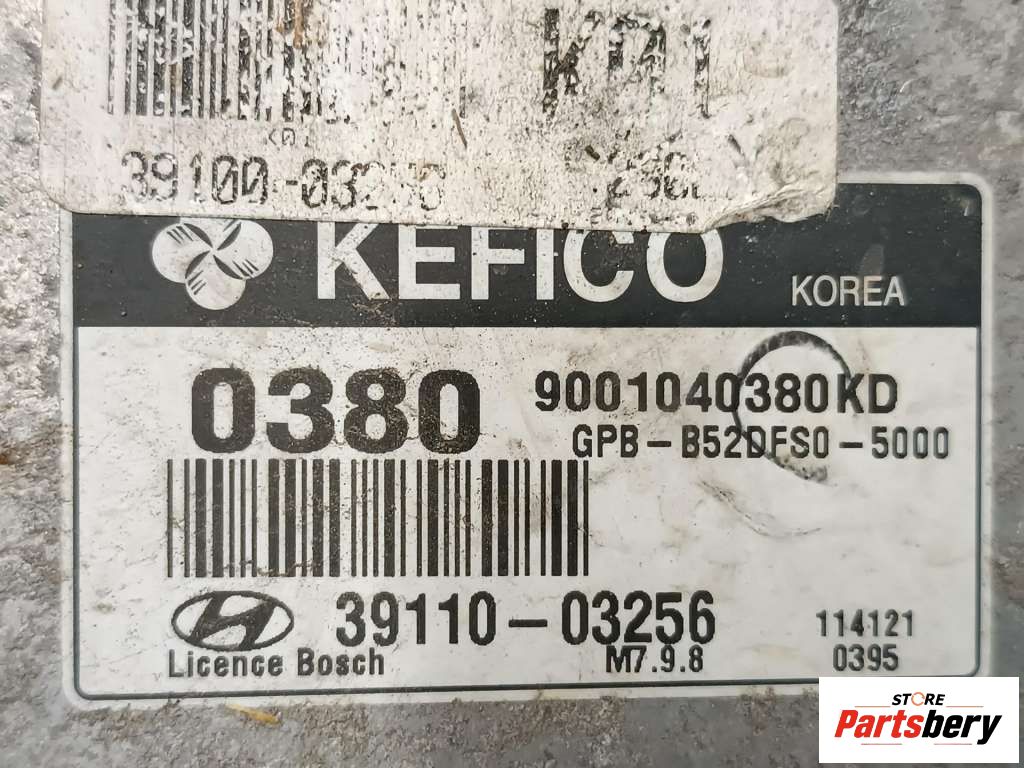 KEFICO
KOREA
0380
9001040380KD
GPB-B52DFS0-5000
39110-03256
M7.9.8
Licence Bosch
114121
0395
STORE
Partsbery